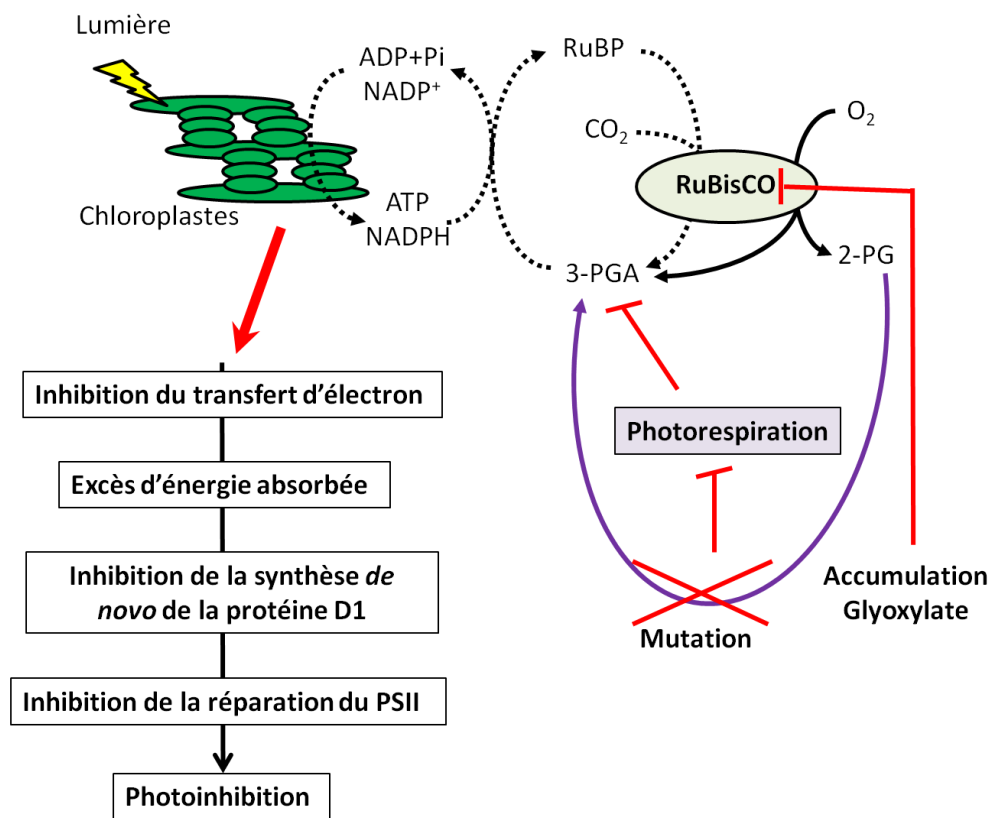 Lumière
ADP+Pi
NADP⁺
RuBP
CO₂
O₂
RuBisCO
Chloroplastes
ATP
NADPH
3-PGA
2-PG
Inhibition du transfert d’électron
Photorespiration
Excès d’énergie absorbée
Inhibition de la synthèse de
novo de la protéine D1
Accumulation
Glyoxylate
Mutation
Inhibition de la réparation du PSII
Photoinhibition